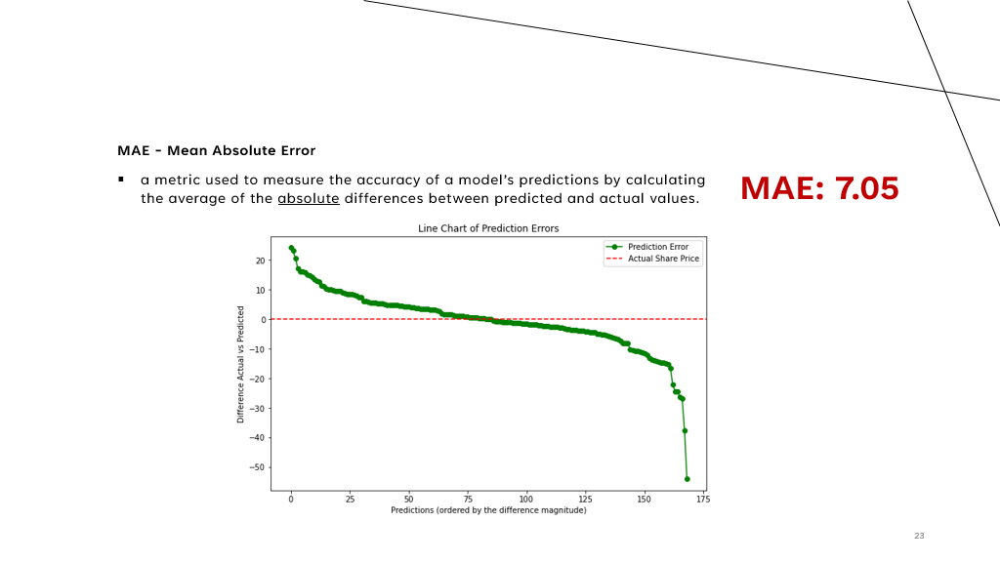 MAE - Mean Absolute Error
▪ a metric used to measure the accuracy of a model's predictions by calculating
the average of the absolute differences between predicted and actual values.
MAE: 7.05
Line Chart of Prediction Errors
Prediction Error
Actual Share Price
Difference Actual vs Predicted
20
10
0
−10
−20
−30
−40
−50
0 25 50 75 100 125 150 175
Predictions (ordered by the difference magnitude)
23